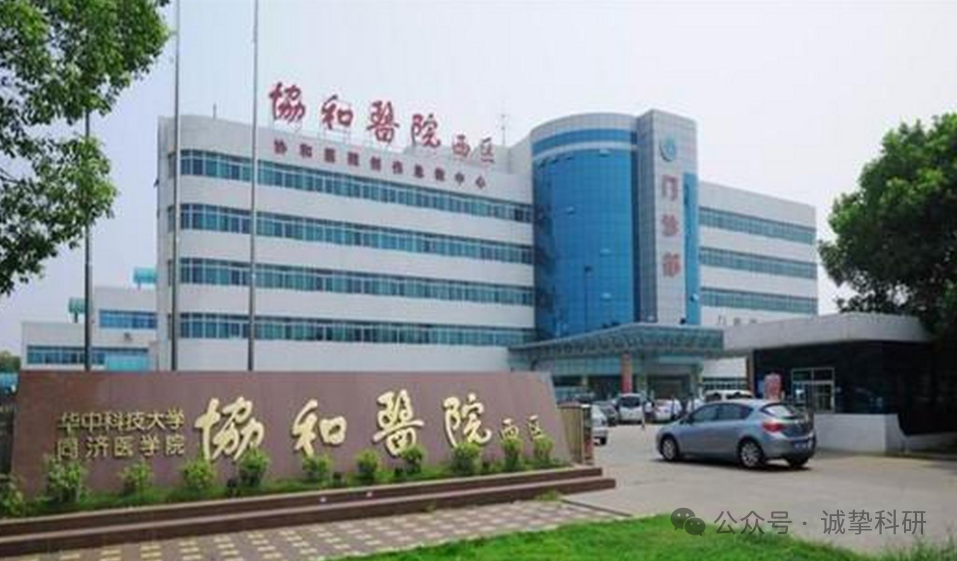 協和醫院西区
协和医院创伤急救中心
门诊部
华中科技大学
同济医学院
協和醫院西区
公众号·诚挚科研